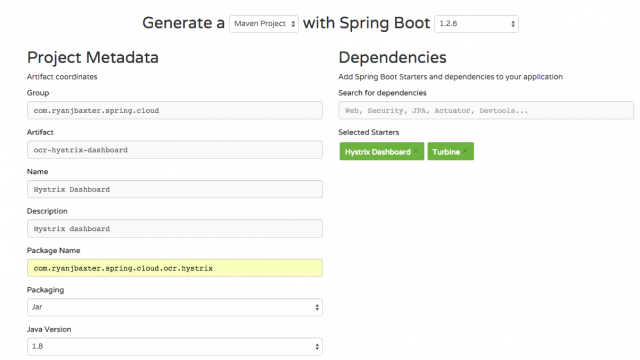 Generate a Maven Project with Spring Boot 1.2.6
Project Metadata
Artifact coordinates
Group
com.ryanjbaxter.spring.cloud
Artifact
ocr-hystrix-dashboard
Name
Hystrix Dashboard
Description
Hystrix dashboard
Package Name
com.ryanjbaxter.spring.cloud.ocr.hystrix
Packaging
Jar
Java Version
1.8
Dependencies
Add Spring Boot Starters and dependencies to your application
Search for dependencies
Web, Security, JPA, Actuator, Devtools...
Selected Starters
Hystrix Dashboard × Turbine ×